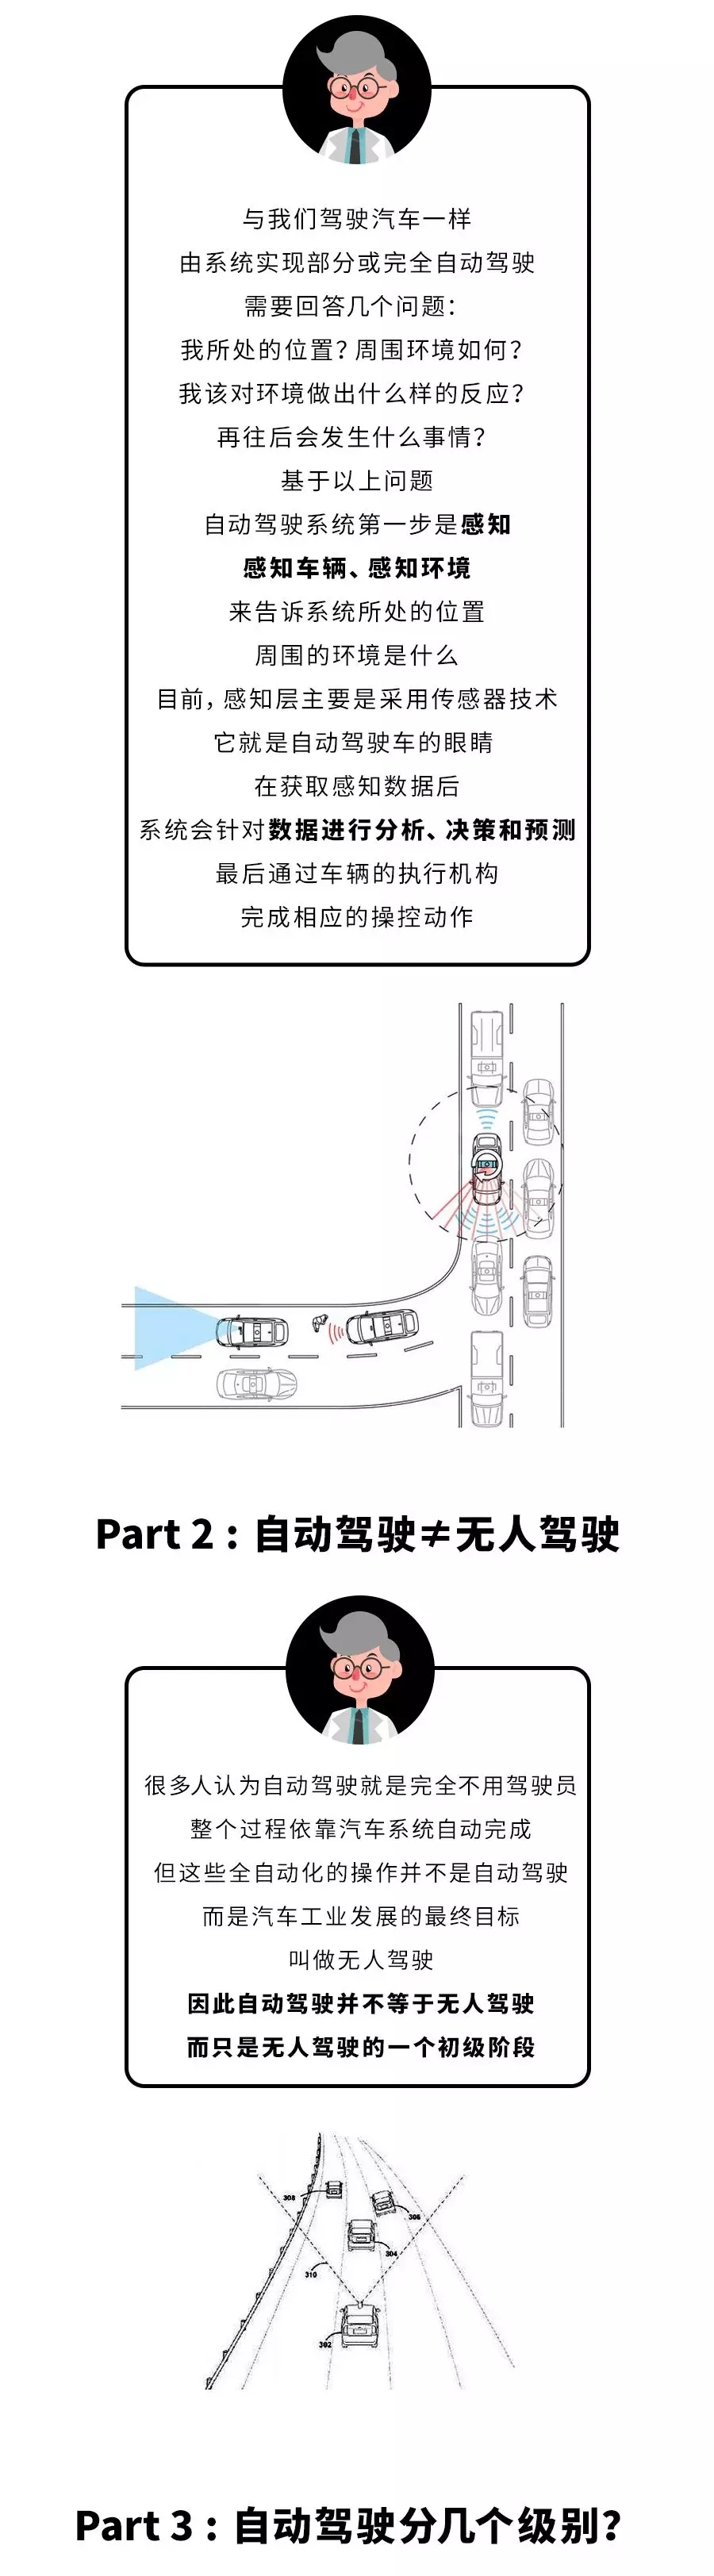 与我们驾驶汽车一样
由系统实现部分或完全自动驾驶
需要回答几个问题：
我所处的位置？周围环境如何？
我该对环境做出什么样的反应？
再往后会发生什么事情？
基于以上问题
自动驾驶系统第一步是感知
感知车辆、感知环境
来告诉系统所处的位置
周围的环境是什么
目前，感知层主要是采用传感器技术
它就是自动驾驶车的眼睛
在获取感知数据后
系统会针对数据进行分析、决策和预测
最后通过车辆的执行机构
完成相应的操控动作
Part 2：自动驾驶≠无人驾驶
很多人认为自动驾驶就是完全不用驾驶员
整个过程依靠汽车系统自动完成
但这些全自动化的操作并不是自动驾驶
而是汽车工业发展的最终目标
叫做无人驾驶
因此自动驾驶并不等于无人驾驶
而只是无人驾驶的一个初级阶段
308
306
304
310
302
Part 3：自动驾驶分几个级别？